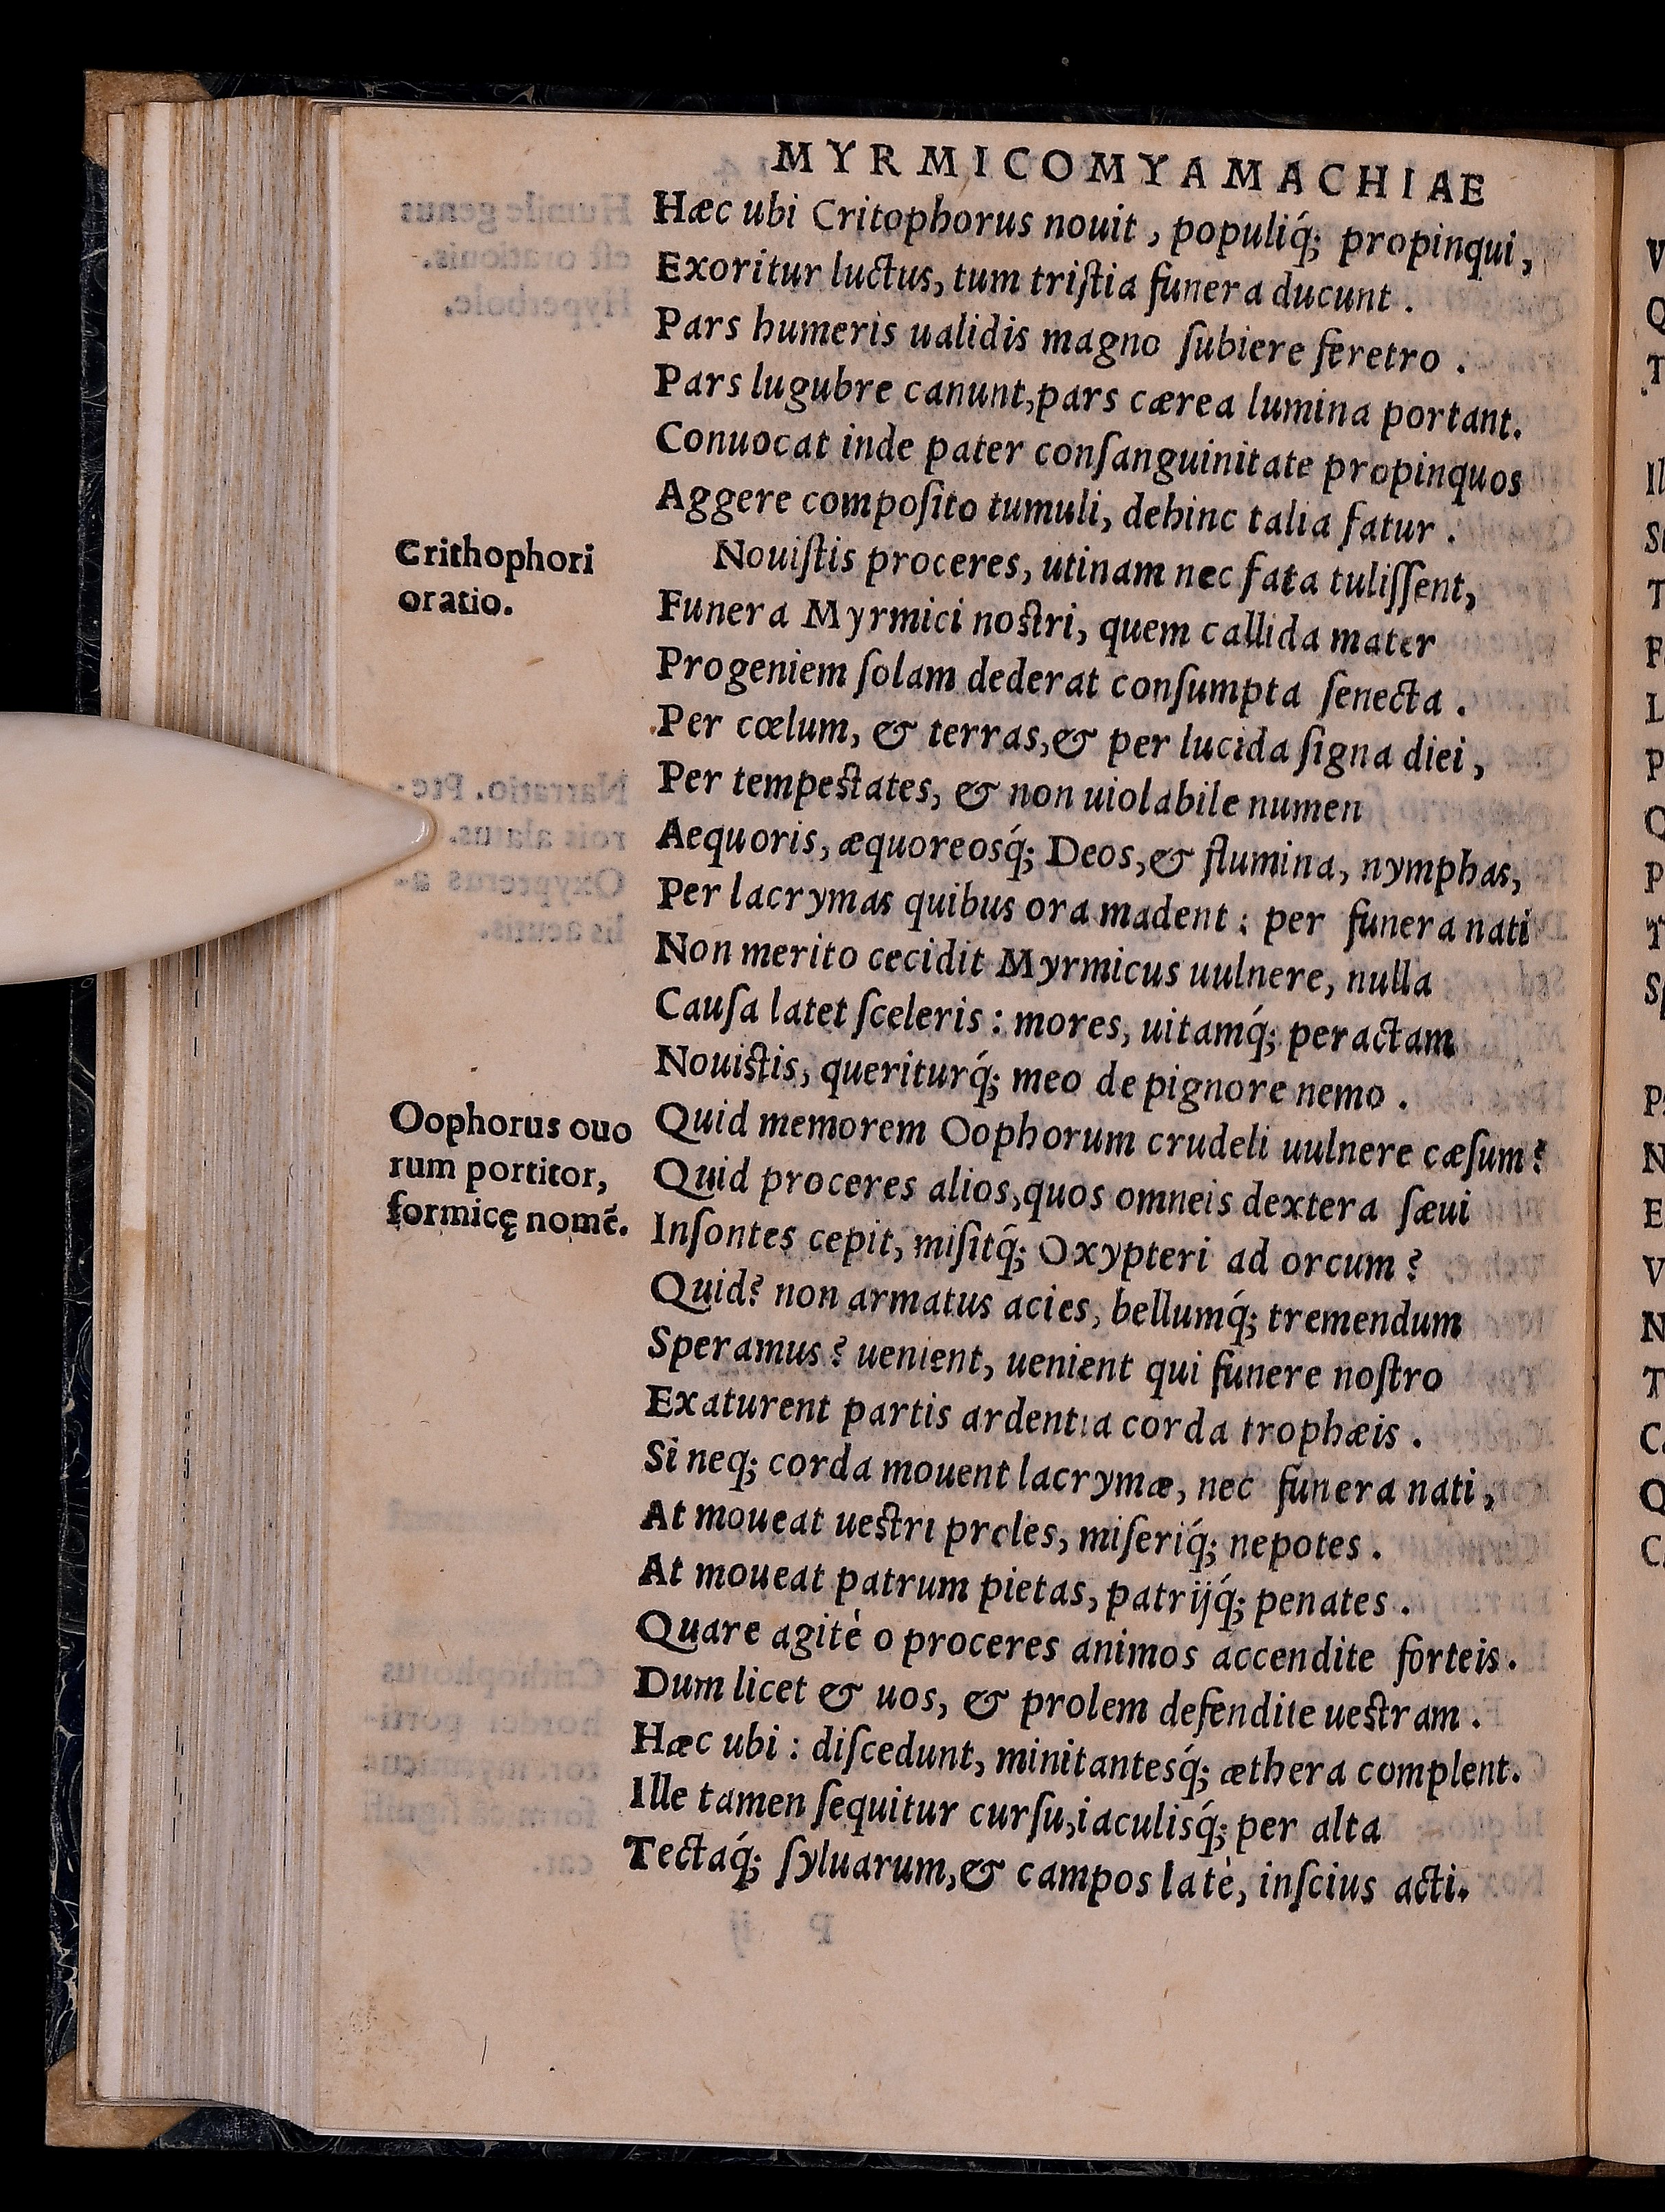 MYRMICOMYAMACHIAE
Hæc ubi Critophorus nouit, populiq́; propinqui,
Exoritur luctus, tum triſtia funera ducunt.
Pars humeris ualidis magno ſubiere feretro.
Pars lugubre canunt, pars cærea lumina portant.
Conuocat inde pater conſanguinitate propinquos
Aggere compoſito tumuli, dehinc talia fatur.
Crithophori
oratio.
Nouiſtis proceres, utinam nec fata tuliſſent,
Funera Myrmici noſtri, quem callida mater
Progeniem ſolam dederat conſumpta ſenecta.
Per cœlum, & terras, & per lucida ſigna diei,
Per tempeſtates, & non uiolabile numen
Aequoris, æquoreosq́; Deos, & flumina, nymphas,
Per lacrymas quibus ora madent: per funera nati
Non merito cecidit Myrmicus uulnere, nulla
Cauſa latet ſceleris: mores, uitamq́; peractam
Nouiſtis, queriturq́; meo de pignore nemo.
Oophorus ouo
rum portitor,
formicę nomē.
Quid memorem Oophorum crudeli uulnere cæſum?
Quid proceres alios, quos omneis dextera ſæui
Inſontes cepit, miſitq́; Oxypteri ad orcum?
Quid? non armatus acies, bellumq́; tremendum
Speramus? uenient, uenient qui funere noſtro
Exaturent partis ardentia corda trophæis.
Si neq; corda mouent lacrymæ, nec funera nati,
At moueat ueſtri proles, miſeriq́; nepotes.
At moueat patrum pietas, patrijq́; penates.
Quare agitè o proceres animos accendite forteis.
Dum licet & uos, & prolem defendite ueſtram.
Hæc ubi: diſcedunt, minitantesq́; æthera complent.
Ille tamen ſequitur curſu, iaculisq́; per alta
Tectaq́; ſyluarum, & campos latè, inſcius acti.